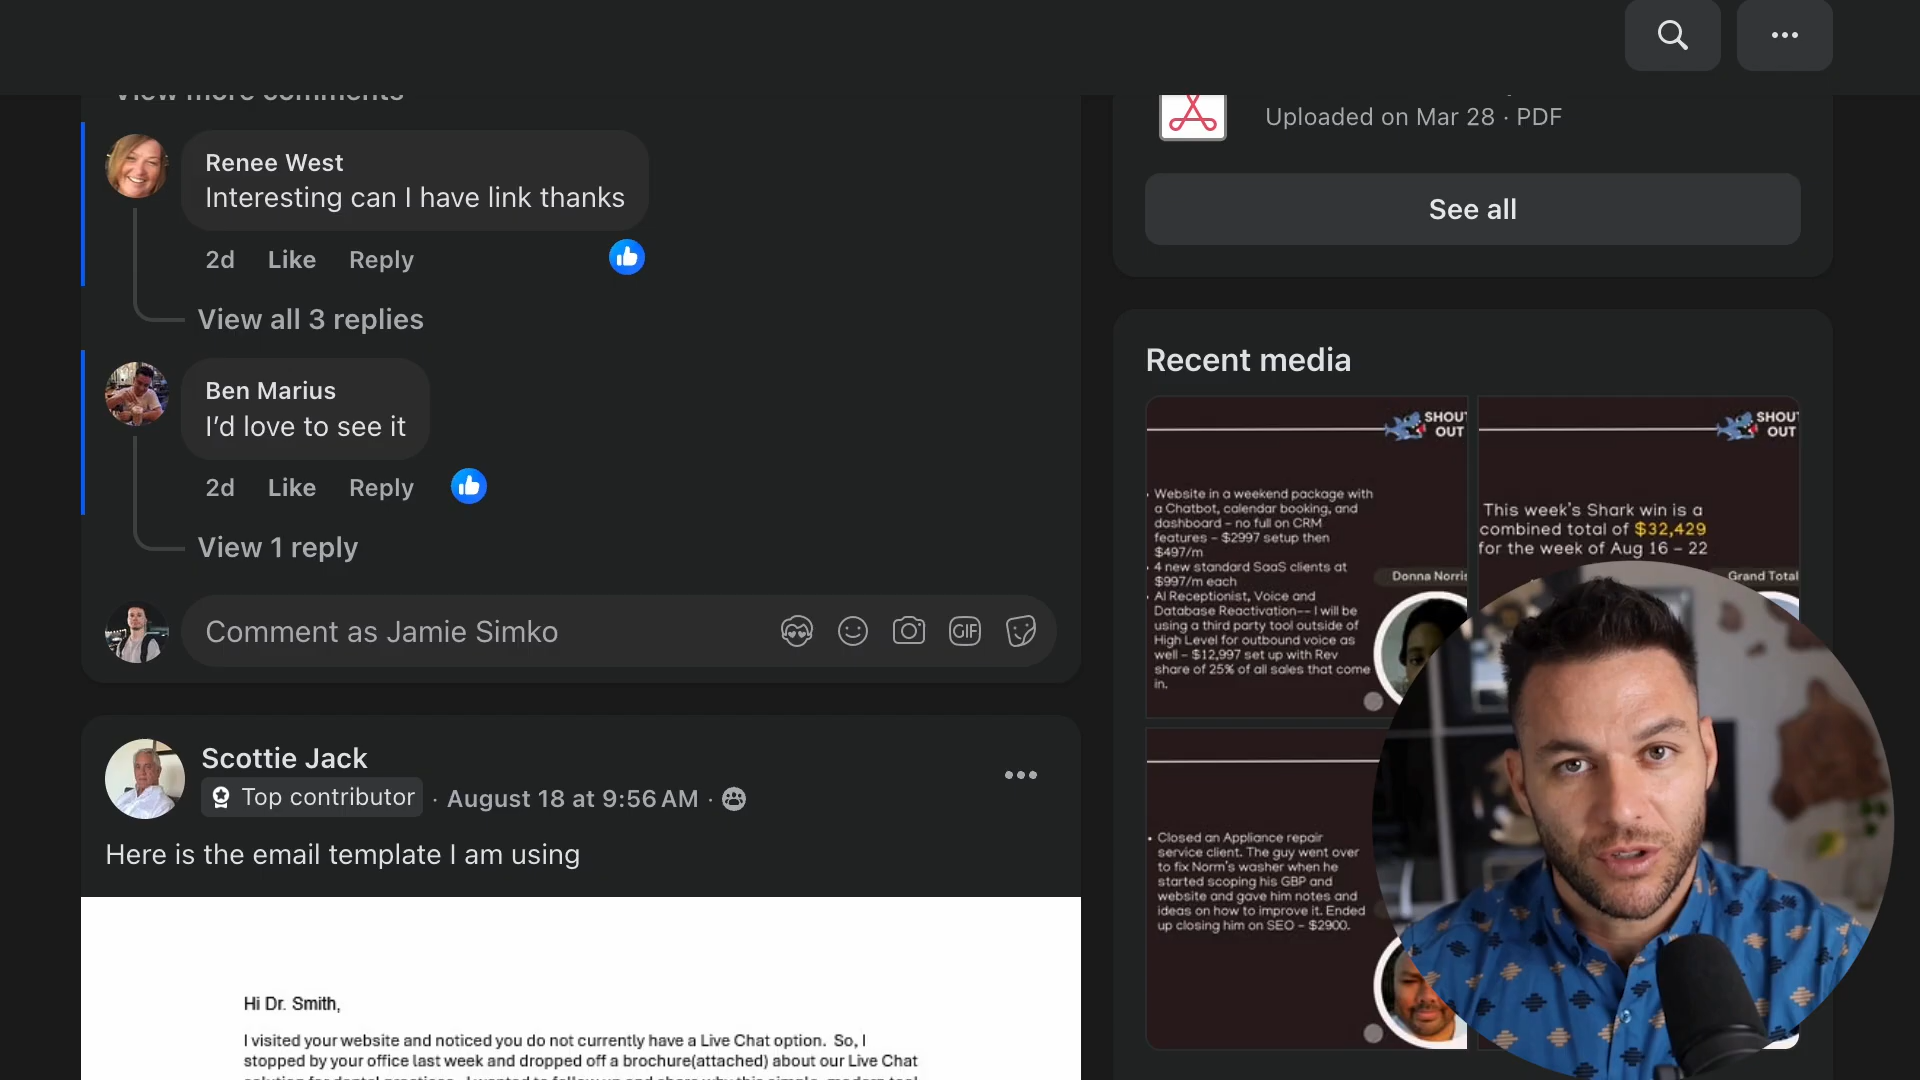 View more comments
Renee West
Interesting can I have link thanks
2d Like Reply
View all 3 replies
Ben Marius
I’d love to see it
2d Like Reply
View 1 reply
Comment as Jamie Simko
GIF
Scottie Jack
Top contributor · August 18 at 9:56 AM ·
Here is the email template I am using
Hi Dr. Smith,
I visited your website and noticed you do not currently have a Live Chat option. So, I
stopped by your office last week and dropped off a brochure(attached) about our Live Chat
Uploaded on Mar 28 · PDF
See all
Recent media
SHOUT
OUT
• Website in a weekend package with
a Chatbot, calendar booking, and
dashboard – no full on CRM
features – $2997 setup then
$497/m
• 4 new standard SaaS clients at
$997/m each
• AI Receptionist, Voice and
Database Reactivation–– I will be
using a third party tool outside of
High Level for outbound voice as
well – $12,997 set up with Rev
share of 25% of all sales that come
in.
Donna Norris
SHOUT
OUT
This week's Shark win is a
combined total of $32,429
for the week of Aug 16 – 22
Grand Total
• Closed an Appliance repair
service client. The guy went over
to fix Norm's washer when he
started scoping his GBP and
website and gave him notes and
ideas on how to improve it. Ended
up closing him on SEO – $2900.